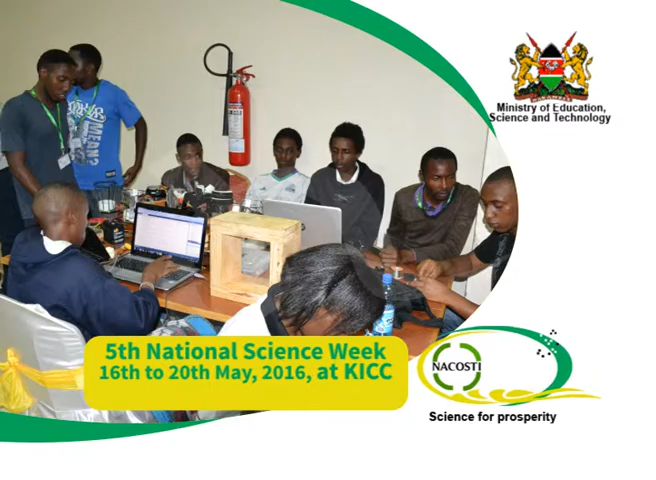 Ministry of Education,
Science and Technology
MEAN
5th National Science Week
16th to 20th May, 2016, at KICC
NACOSTI
Science for prosperity